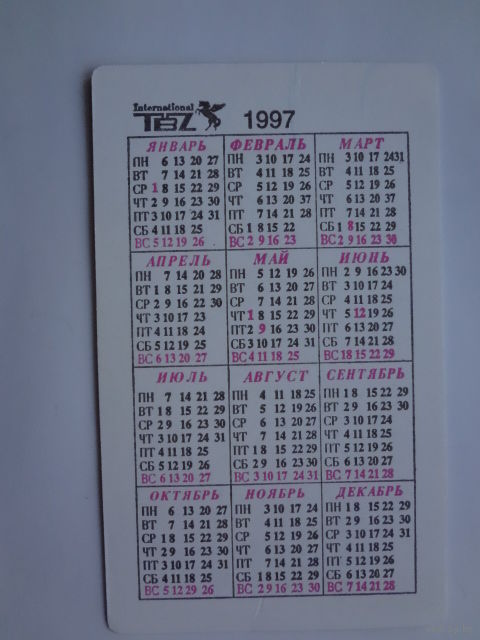 International
TBZ
1997
ЯНВАРЬ
ПН 6 13 20 27
ВТ 7 14 21 28
СР 1 8 15 22 29
ЧТ 2 9 16 23 30
ПТ 3 10 17 24 31
СБ 4 11 18 25
ВС 5 12 19 26
ФЕВРАЛЬ
ПН 3 10 17 24
ВТ 4 11 18 25
СР 5 12 19 26
ЧТ 6 13 20 37
ПТ 7 14 21 28
СБ 1 8 15 22
ВС 2 9 16 23
МАРТ
ПН 3 10 17 2431
ВТ 4 11 18 25
СР 5 12 19 26
ЧТ 6 13 20 37
ПТ 7 14 21 28
СБ 1 8 15 22 29
ВС 2 9 16 23 30
АПРЕЛЬ
ПН 7 14 20 28
ВТ 1 8 15 21 29
СР 2 9 16 22 30
ЧТ 3 10 17 23
ПТ 4 11 18 24
СБ 5 12 19 26
ВС 6 13 20 27
МАЙ
ПН 5 12 19 26
ВТ 6 13 20 27
СР 7 14 21 28
ЧТ 1 8 15 22 29
ПТ 2 9 16 23 30
СБ 3 10 17 24 31
ВС 4 11 18 25
ИЮНЬ
ПН 2 9 16 23 30
ВТ 3 10 17 24
СР 4 11 18 25
ЧТ 5 12 19 26
ПТ 6 13 20 27
СБ 7 14 21 28
ВС 18 15 22 29
ИЮЛЬ
ПН 7 14 21 28
ВТ 1 8 15 22 29
СР 2 9 16 23 30
ЧТ 3 10 17 24 31
ПТ 4 11 18 25
СБ 5 12 19 26
ВС 6 13 20 27
АВГУСТ
ПН 4 11 18 25
ВТ 5 12 19 26
СР 6 13 20 27
ЧТ 7 14 21 28
ПТ 1 8 15 22 29
СБ 2 9 16 23 30
ВС 3 10 17 24 31
СЕНТЯБРЬ
ПН 1 8 15 22 29
ВТ 2 9 16 23 30
СР 3 10 17 24
ЧТ 4 11 18 25
ПТ 5 12 19 26
СБ 6 13 20 27
ВС 7 14 21 28
ОКТЯБРЬ
ПН 6 13 20 27
ВТ 7 14 21 28
СР 1 8 15 22 29
ЧТ 2 9 16 23 30
ПТ 3 10 17 24 31
СБ 4 11 18 25
ВС 5 12 29 26
НОЯБРЬ
ПН 3 10 17 24
ВТ 4 11 18 25
СР 5 12 19 26
ЧТ 6 13 20 27
ПТ 7 14 21 28
СБ 1 8 15 22 29
ВС 2 9 16 23 30
ДЕКАБРЬ
ПН 1 8 15 22 29
ВТ 2 9 16 23 30
СР 3 10 17 24 31
ЧТ 4 11 18 25
ПТ 5 12 19 26
СБ 6 13 20 27
ВС 7 14 21 28